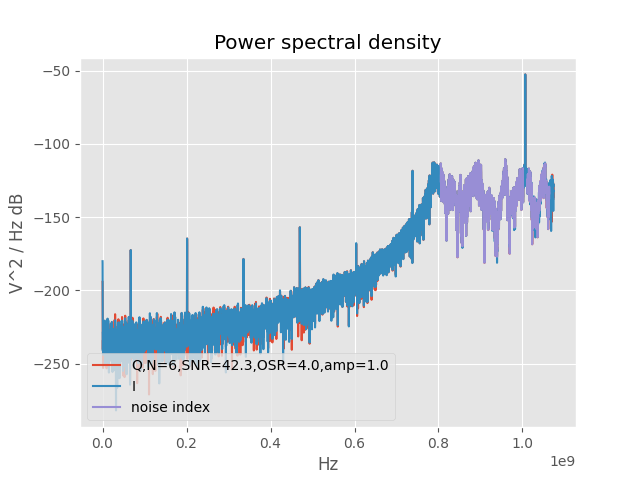 Power spectral density
V^2 / Hz dB
−50
−100
−150
−200
−250
Q,N=6,SNR=42.3,OSR=4.0,amp=1.0
I
noise index
0.0 0.2 0.4 0.6 0.8 1.0
1e9
Hz